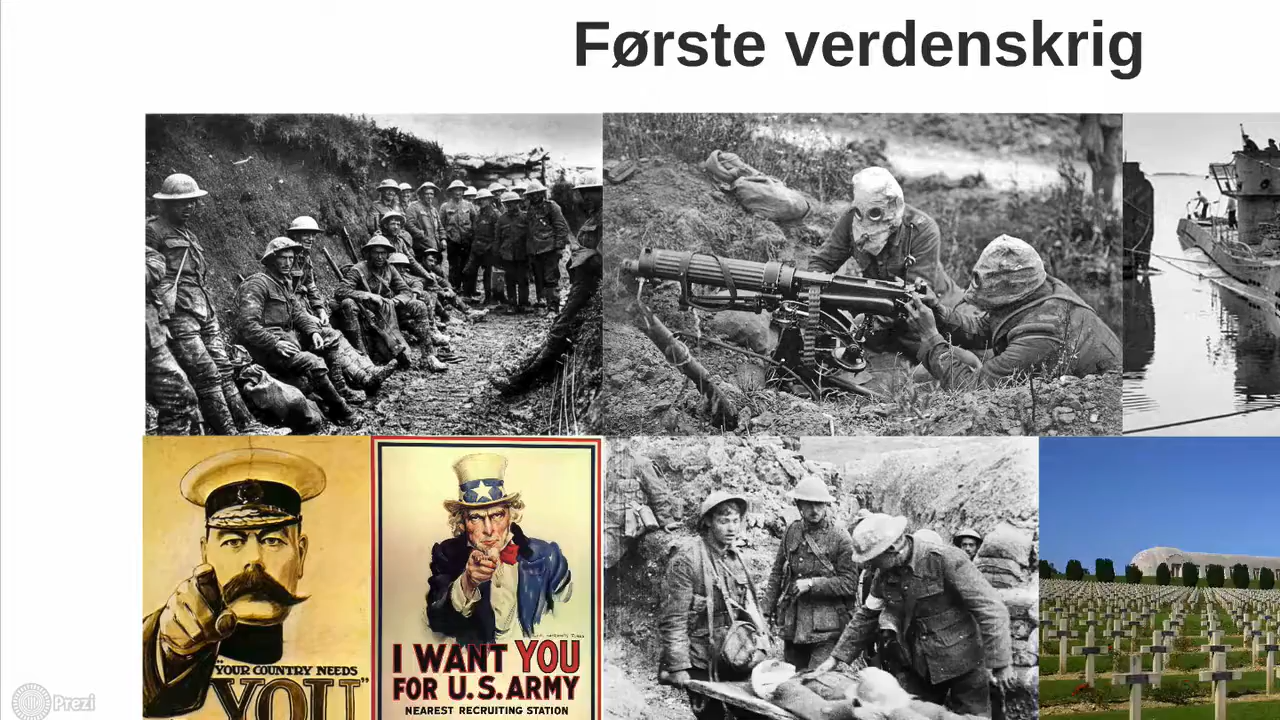 Første verdenskrig
"YOUR COUNTRY NEEDS
YOU"
I WANT YOU
FOR U.S. ARMY
NEAREST RECRUITING STATION
Prezi